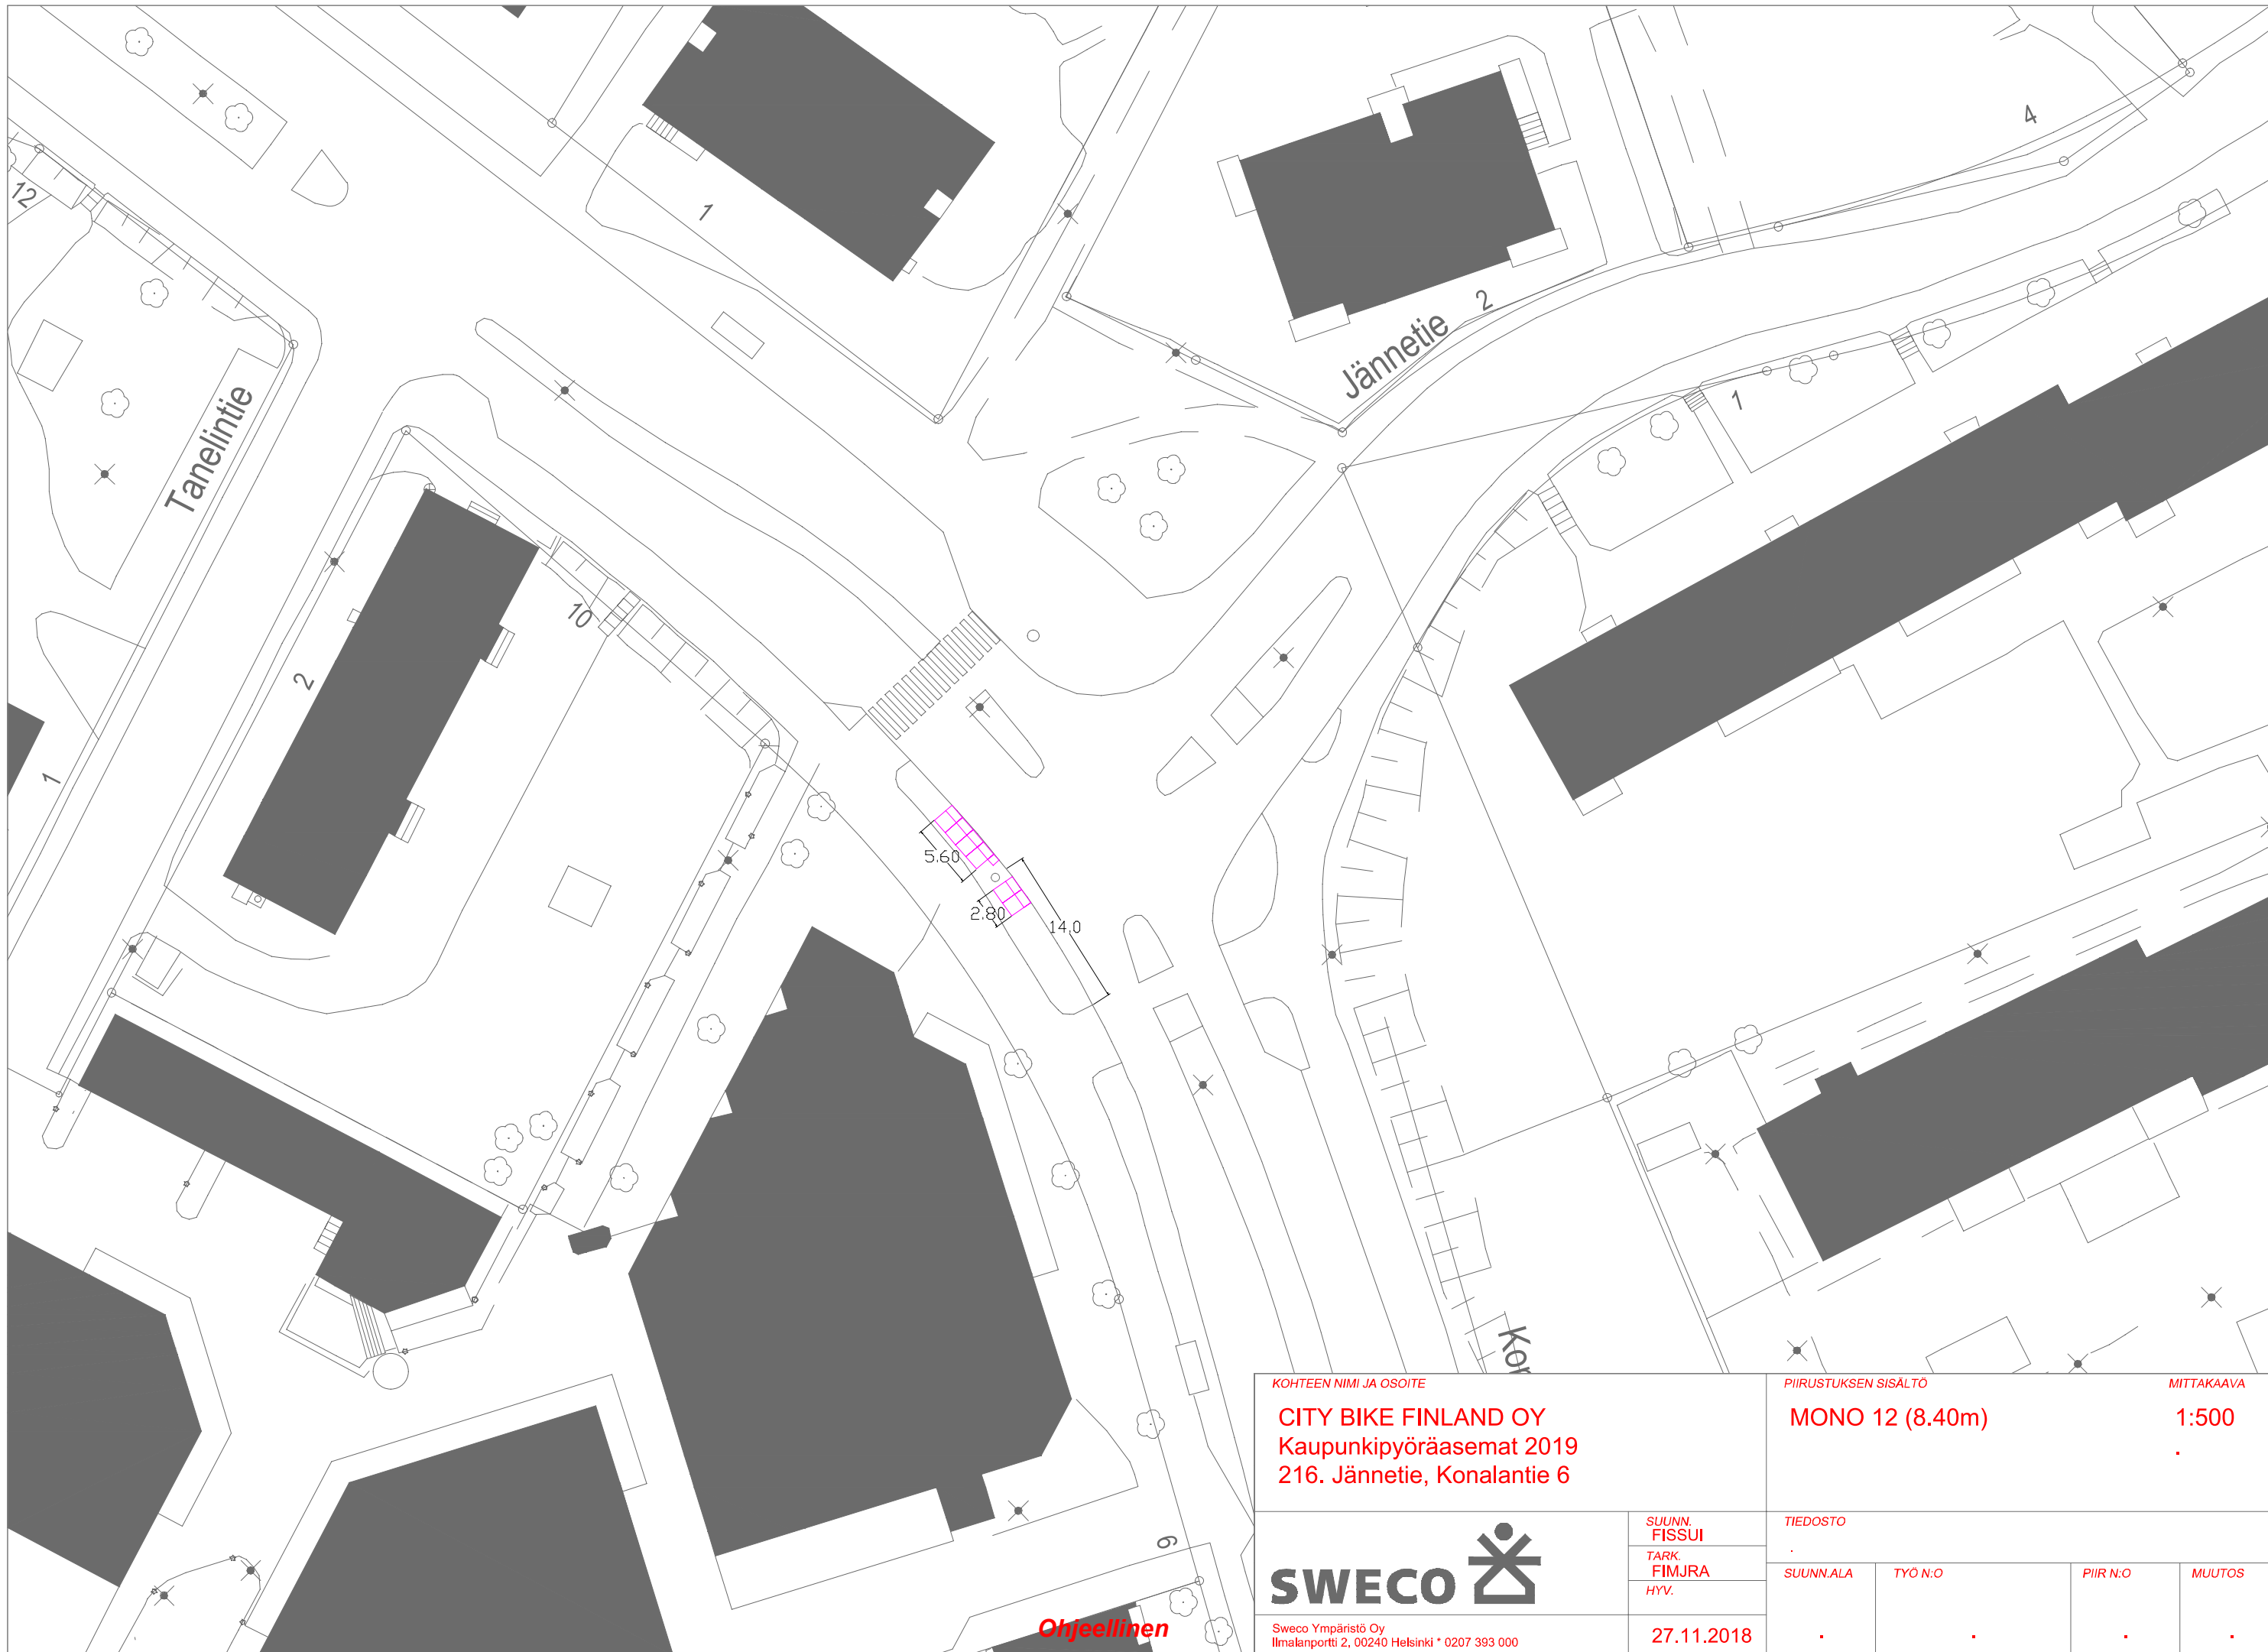 12
1
4
Jännetie
2
1
Tanelintie
10
2
1
5.60
2.80
14.0
Kon
6
Ohjeellinen
KOHTEEN NIMI JA OSOITE
CITY BIKE FINLAND OY
Kaupunkipyöräasemat 2019
216. Jännetie, Konalantie 6
PIIRUSTUKSEN SISÄLTÖ
MITTAKAAVA
MONO 12 (8.40m)
1:500
.
SWECO
SUUNN.
FISSUI
TARK.
FIMJRA
HYV.
TIEDOSTO
.
SUUNN.ALA
TYÖ N:O
PIIR N:O
MUUTOS
Sweco Ympäristö Oy
Ilmalanportti 2, 00240 Helsinki * 0207 393 000
27.11.2018
. . . .